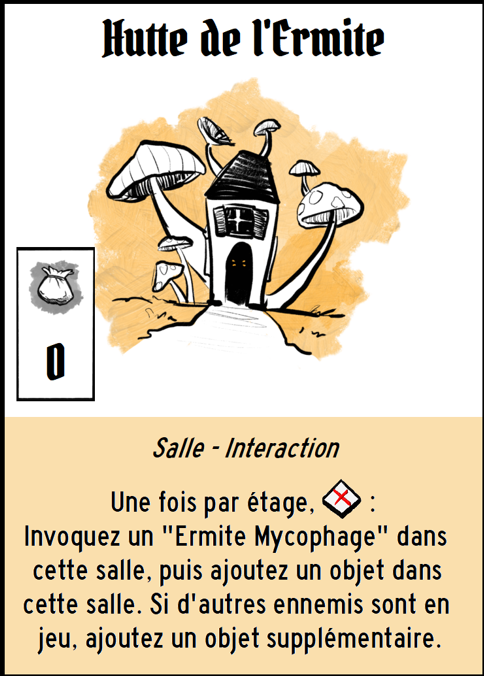 Hutte de l'Ermite
0
Salle - Interaction
Une fois par étage, :
Invoquez un "Ermite Mycophage" dans
cette salle, puis ajoutez un objet dans
cette salle. Si d'autres ennemis sont en
jeu, ajoutez un objet supplémentaire.